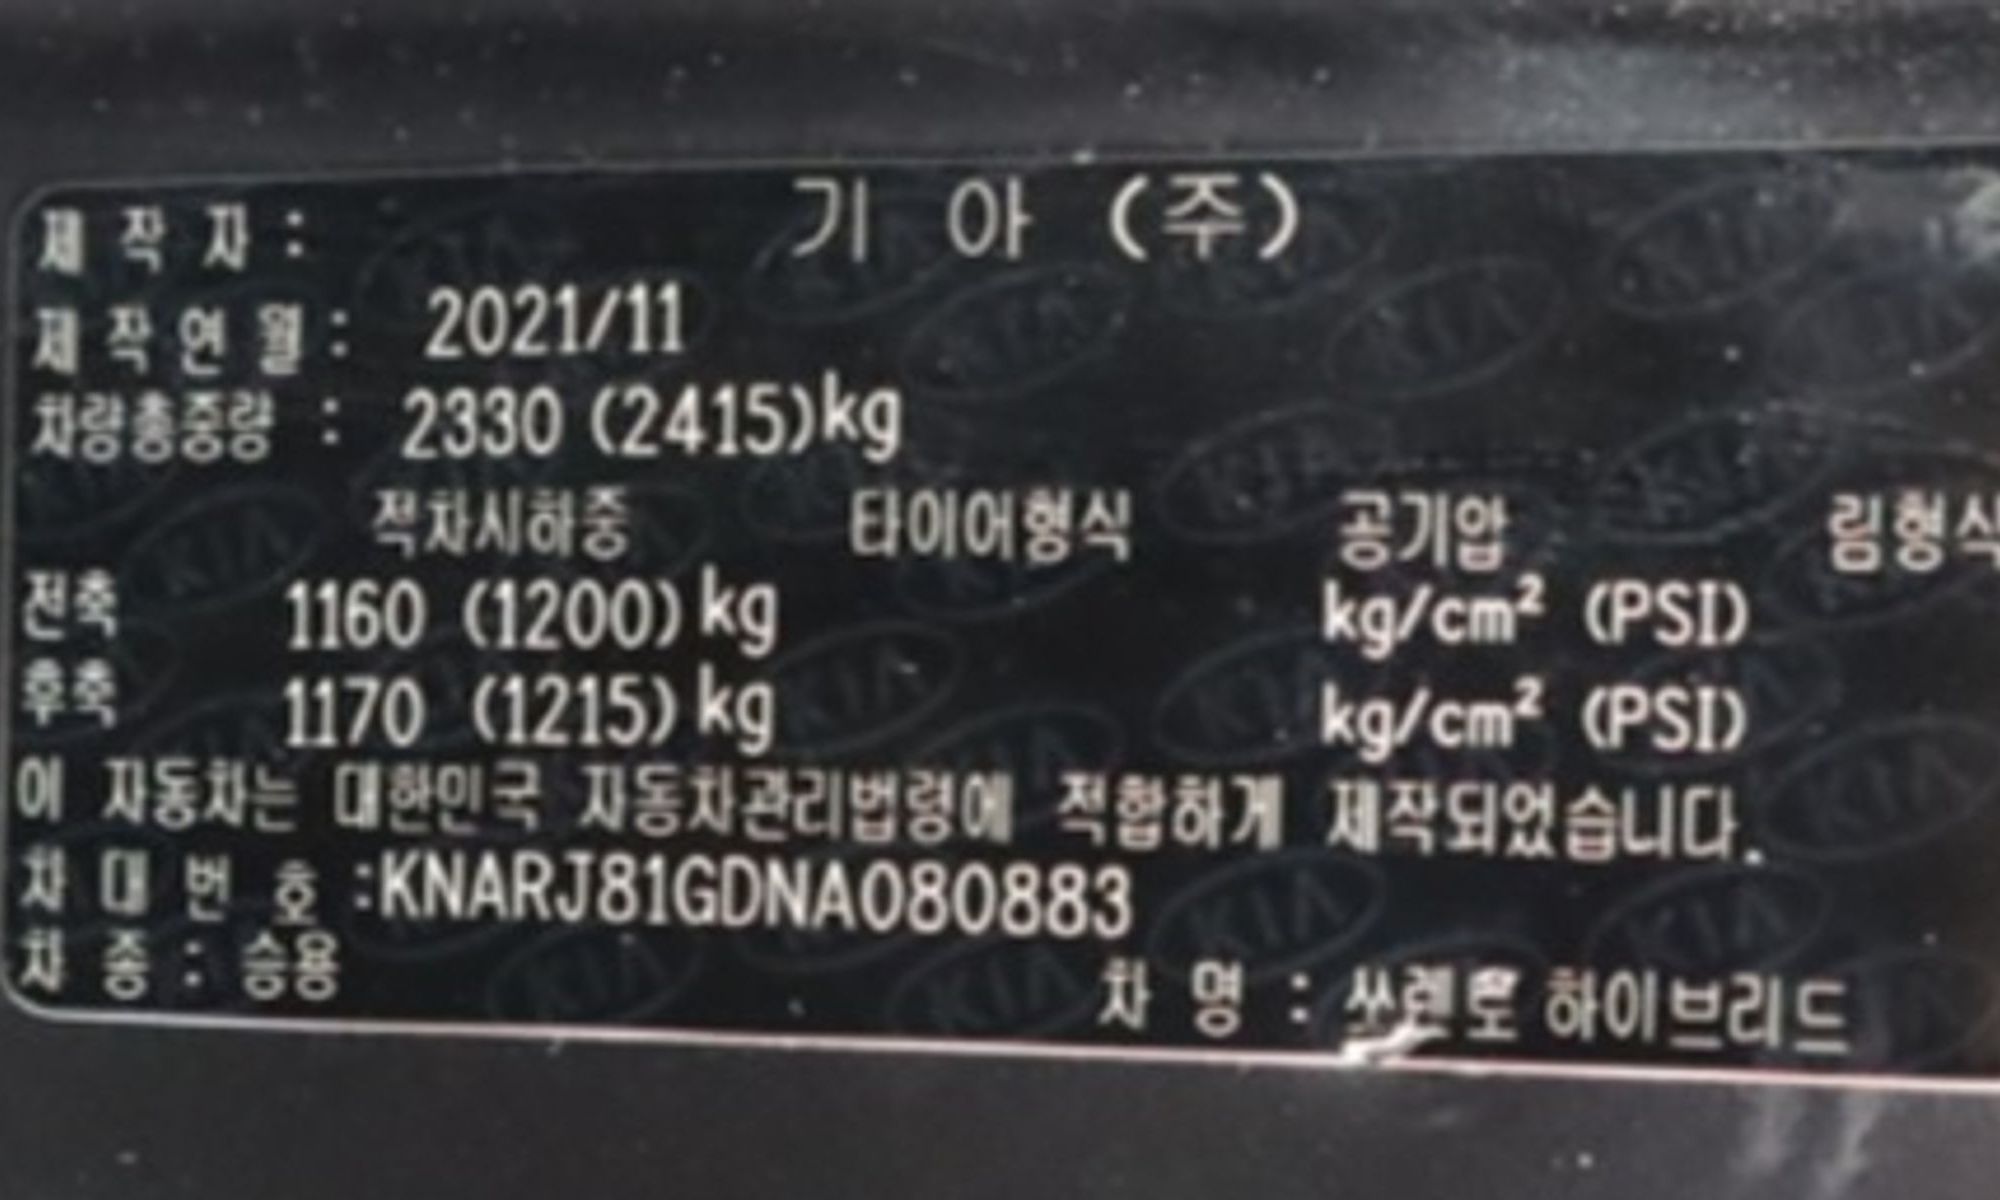 제 작 자 : 기 아 (주)
제 작 연 월 : 2021/11
차량총중량 : 2330 (2415)kg
적차시하중 타이어형식 공기압 림형식
전축 1160 (1200) kg kg/cm² (PSI)
후축 1170 (1215) kg kg/cm² (PSI)
이 자동차는 대한민국 자동차관리법령에 적합하게 제작되었습니다.
차 대 번 호 :KNARJ81GDNA080883
차 종 : 승용 차 명 : 쏘렌토 하이브리드